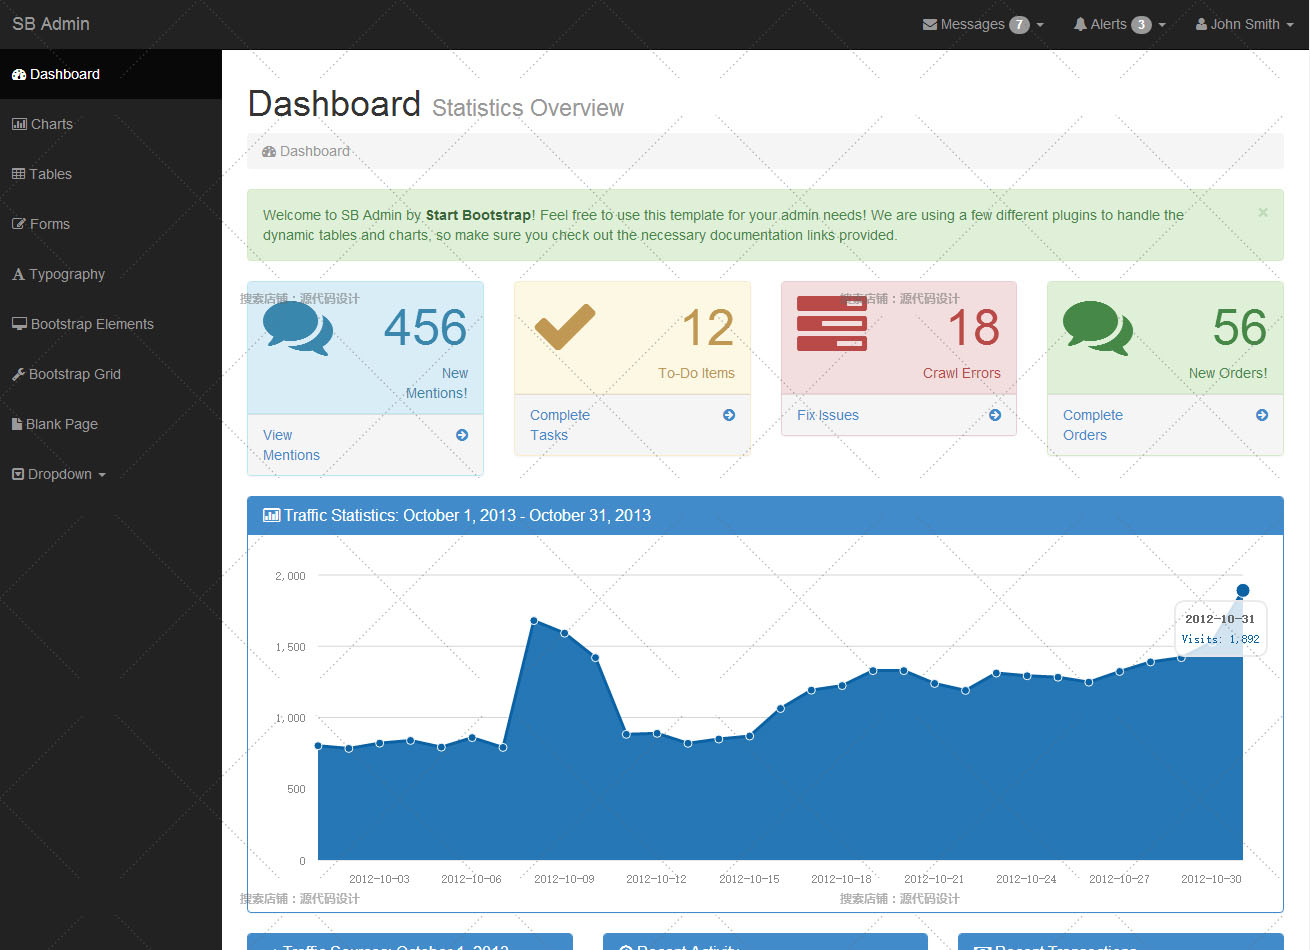 SB Admin
Messages 7
Alerts 3
John Smith
Dashboard
Charts
Tables
Forms
Typography
Bootstrap Elements
Bootstrap Grid
Blank Page
Dropdown
Dashboard Statistics Overview
Dashboard
Welcome to SB Admin by Start Bootstrap! Feel free to use this template for your admin needs! We are using a few different plugins to handle the
dynamic tables and charts, so make sure you check out the necessary documentation links provided.
×
搜索店铺：源代码设计
搜索店铺：源代码设计
456
New
Mentions!
View
Mentions
12
To-Do Items
Complete
Tasks
18
Crawl Errors
Fix Issues
56
New Orders!
Complete
Orders
Traffic Statistics: October 1, 2013 - October 31, 2013
2,000
1,500
1,000
500
0
2012-10-31
Visits: 1,892
2012-10-03
2012-10-06
2012-10-09
2012-10-12
2012-10-15
2012-10-18
2012-10-21
2012-10-24
2012-10-27
2012-10-30
搜索店铺：源代码设计
搜索店铺：源代码设计
Traffic Sources: October 1, 2013
Recent Activity
Recent Transactions